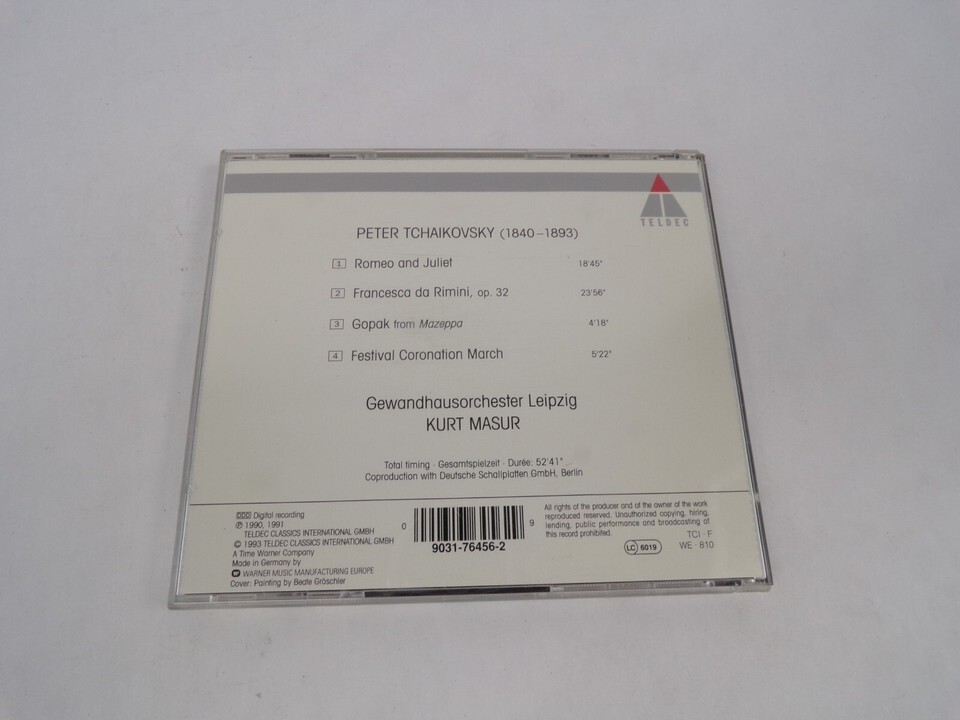 TELDEC
PETER TCHAIKOVSKY (1840–1893)
1 Romeo and Juliet 18'45"
2 Francesca da Rimini, op. 32 23'56"
3 Gopak from Mazeppa 4'18"
4 Festival Coronation March 5'22"
Gewandhausorchester Leipzig
KURT MASUR
Total timing · Gesamtspielzeit · Durée: 52'41"
Coproduction with Deutsche Schallplatten GmbH, Berlin
DDD Digital recording
℗ 1990, 1991
TELDEC CLASSICS INTERNATIONAL GMBH
© 1993 TELDEC CLASSICS INTERNATIONAL GMBH
A Time Warner Company
Made in Germany by
WARNER MUSIC MANUFACTURING EUROPE
Cover: Painting by Beate Gröschler
0 9
9031-76456-2
All rights of the producer and of the owner of the work
reproduced reserved. Unauthorized copying, hiring,
lending, public performance and broadcasting of
this record prohibited.
TCI · F
LC 6019
WE · 810